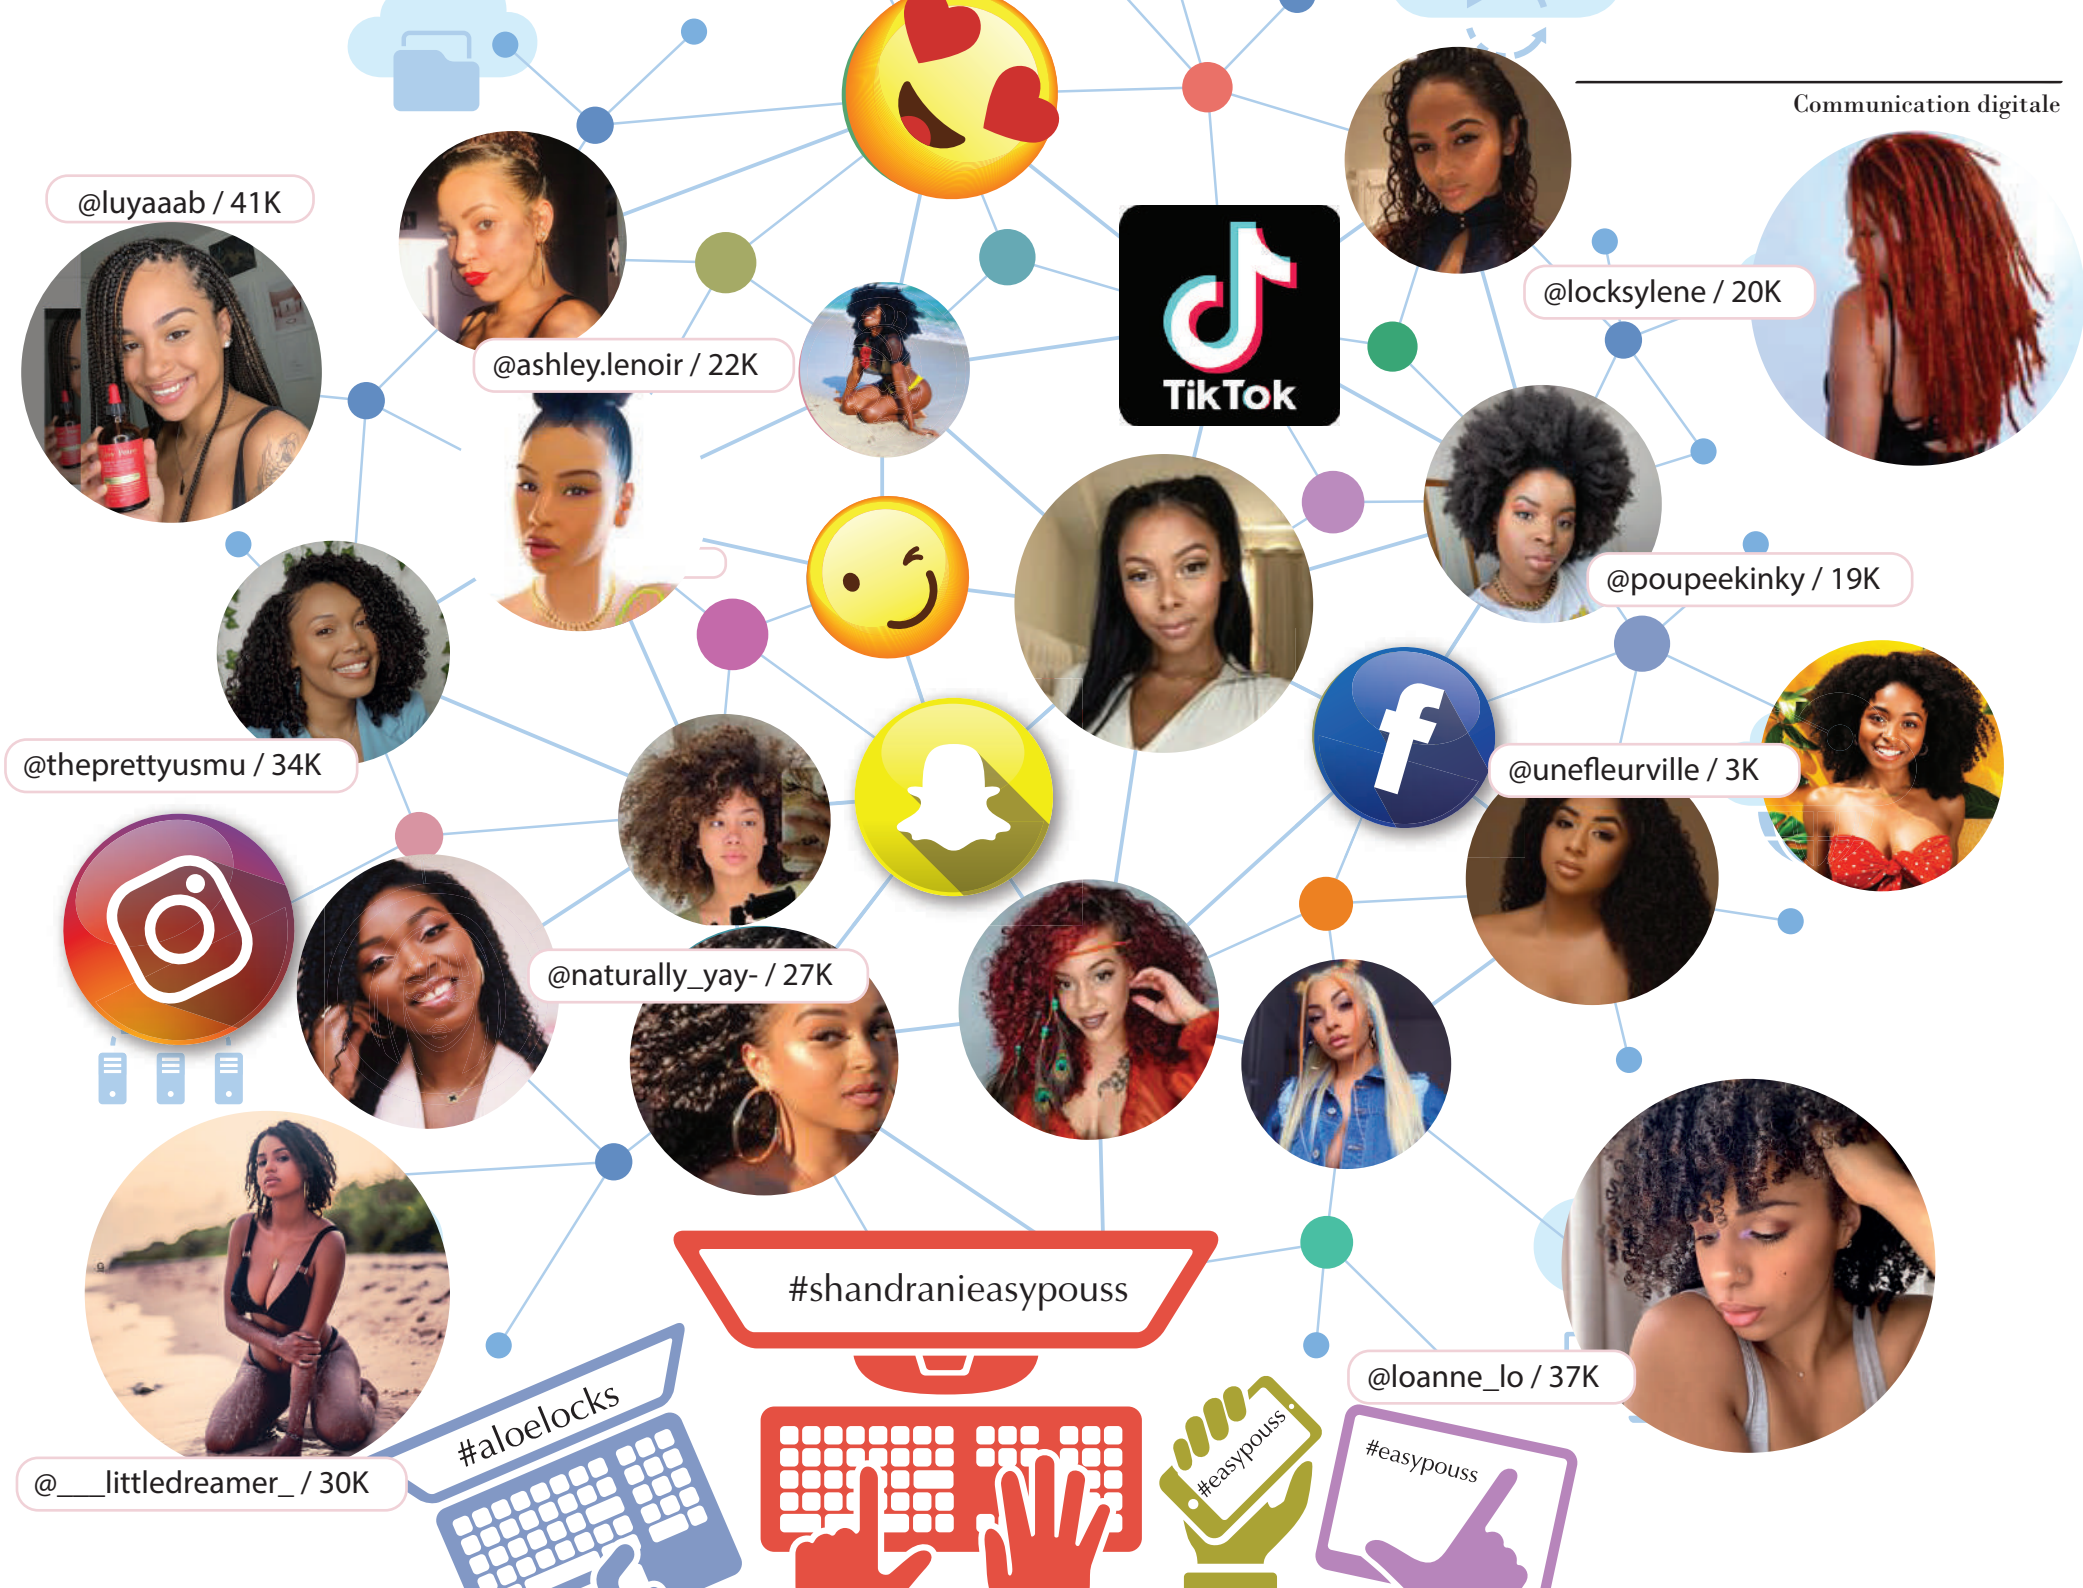 Communication digitale
@luyaaab / 41K
@locksylene / 20K
@ashley.lenoir / 22K
TikTok
@poupeekinky / 19K
@theprettyusmu / 34K
@unefleurville / 3K
@naturally_yay- / 27K
#shandranieasypouss
@loanne_lo / 37K
#aloelocks
#easypouss
#easypouss
@___littledreamer_ / 30K